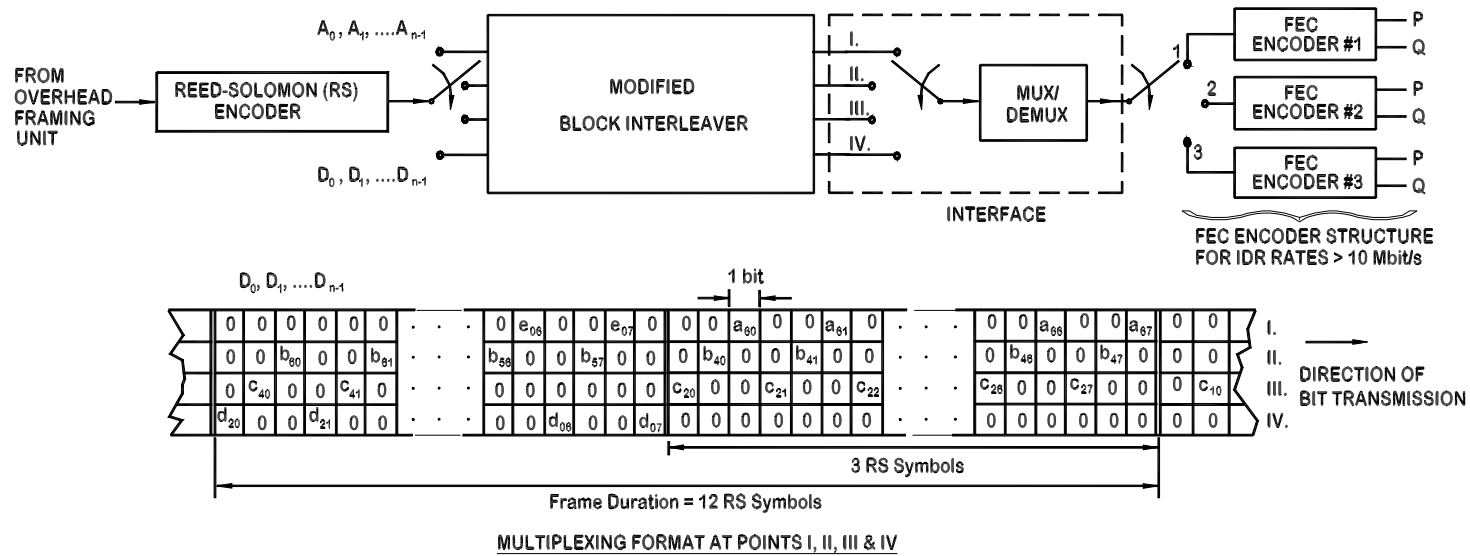 A0, A1, ....An-1
FROM
OVERHEAD
FRAMING
UNIT
REED-SOLOMON (RS)
ENCODER
D0, D1, ....Dn-1
MODIFIED
BLOCK INTERLEAVER
I.
II.
III.
IV.
MUX/
DEMUX
INTERFACE
1
2
3
FEC
ENCODER #1
P
Q
FEC
ENCODER #2
P
Q
FEC
ENCODER #3
P
Q
FEC ENCODER STRUCTURE
FOR IDR RATES > 10 Mbit/s
D0, D1, ....Dn-1
1 bit
0 0 0 0 0 0 . . . 0 e06 0 0 e07 0 0 0 a60 0 0 a61 0 . . . 0 0 a66 0 0 a67 0 0 I.
0 0 b60 0 0 b61 . . . b56 0 0 b57 0 0 0 b40 0 0 b41 0 0 . . . 0 b46 0 0 b47 0 0 0 II.
0 c40 0 0 c41 0 . . . 0 0 0 0 0 0 c20 0 0 c21 0 0 c22 . . . c26 0 0 c27 0 0 0 c10 III.
d20 0 0 d21 0 0 . . . 0 0 d06 0 0 d07 0 0 0 0 0 0 0 . . . 0 0 0 0 0 0 0 0 IV.
DIRECTION OF
BIT TRANSMISSION
3 RS Symbols
Frame Duration = 12 RS Symbols
MULTIPLEXING FORMAT AT POINTS I, II, III & IV